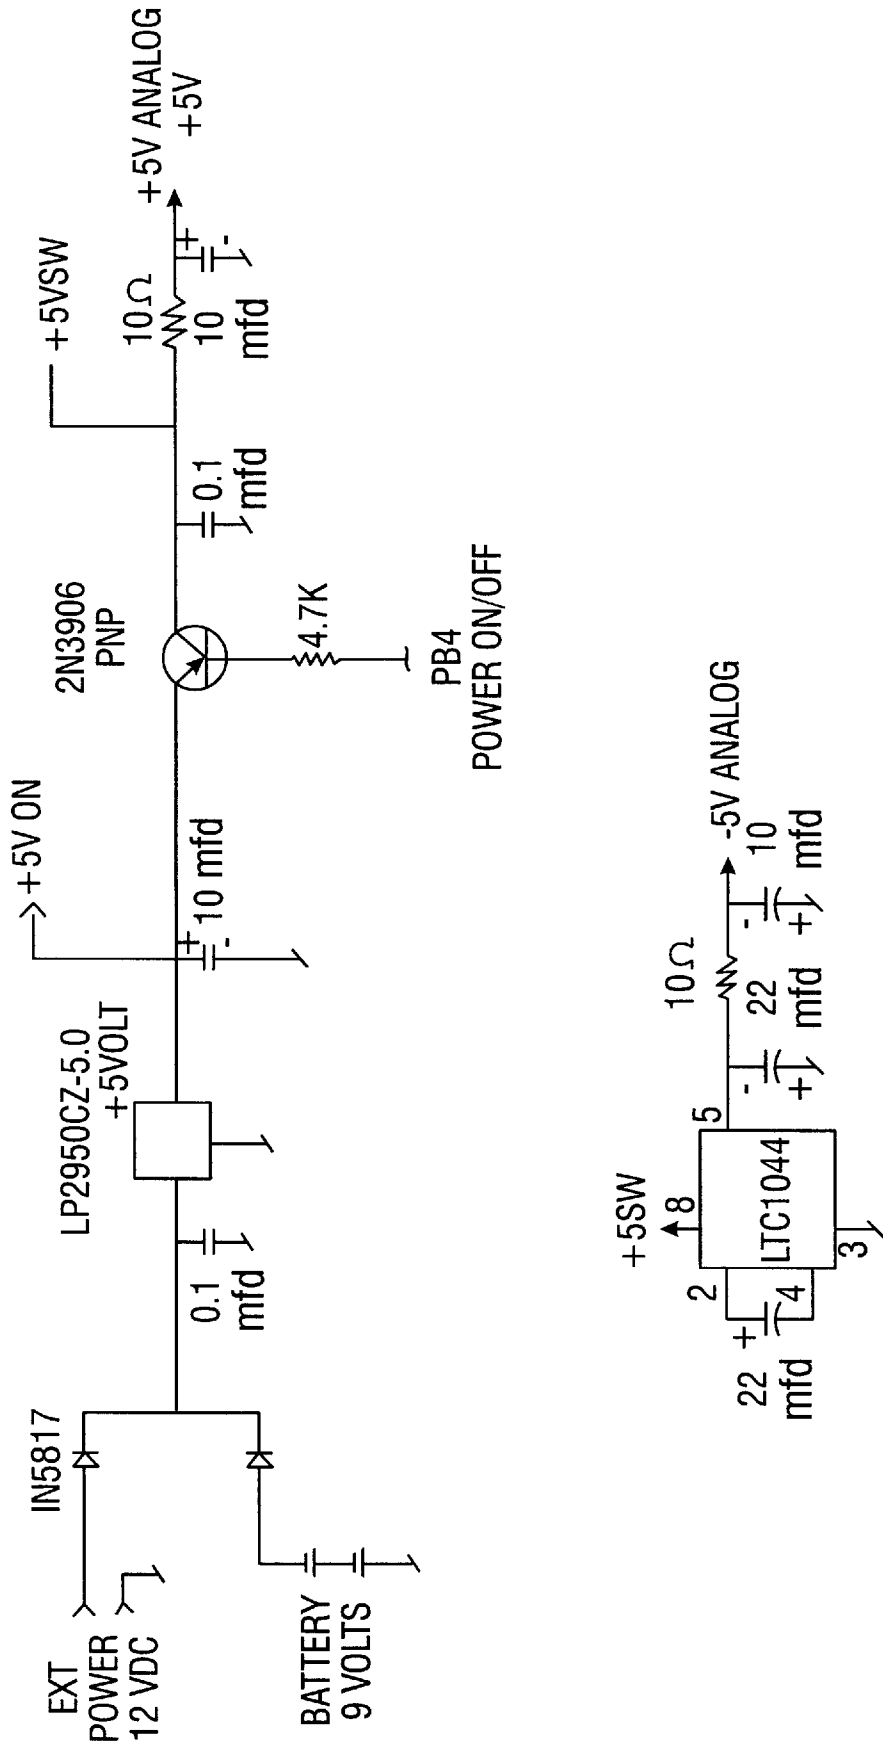 EXT
POWER
12 VDC
IN5817
BATTERY
9 VOLTS
0.1
mfd
LP2950CZ-5.0
+5VOLT
+5V ON
+
-
10 mfd
2N3906
PNP
4.7K
PB4
POWER ON/OFF
0.1
mfd
+5VSW
10Ω
10
mfd
+
-
+5V ANALOG
+5V
22
mfd
+
2
4
+5SW
8
LTC1044
3
5
-
+
10Ω
22
mfd
-
+
-5V ANALOG
10
mfd